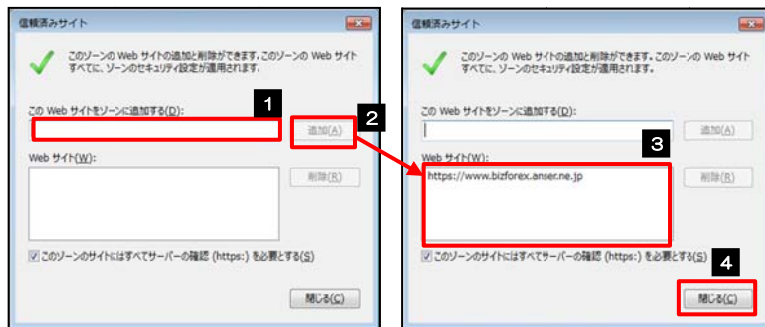 信頼済みサイト
このゾーンの Web サイトの追加と削除ができます。このゾーンの Web サイト
すべてに、ゾーンのセキュリティ設定が適用されます。
この Web サイトをゾーンに追加する(D):
1
追加(A)
2
Web サイト(W):
削除(R)
このゾーンのサイトにはすべてサーバーの確認 (https:) を必要とする(S)
閉じる(C)
信頼済みサイト
このゾーンの Web サイトの追加と削除ができます。このゾーンの Web サイト
すべてに、ゾーンのセキュリティ設定が適用されます。
この Web サイトをゾーンに追加する(D):
追加(A)
3
Web サイト(W):
https://www.bizforex.anser.ne.jp
削除(R)
このゾーンのサイトにはすべてサーバーの確認 (https:) を必要とする(S)
4
閉じる(C)